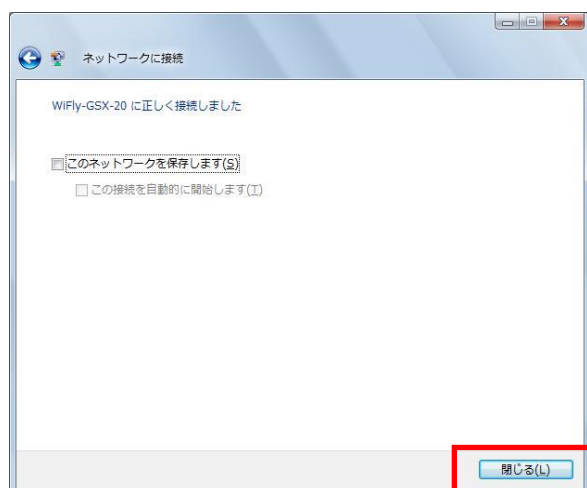 ネットワークに接続
WiFly-GSX-20 に正しく接続しました
このネットワークを保存します(S)
この接続を自動的に開始します(T)
閉じる(L)